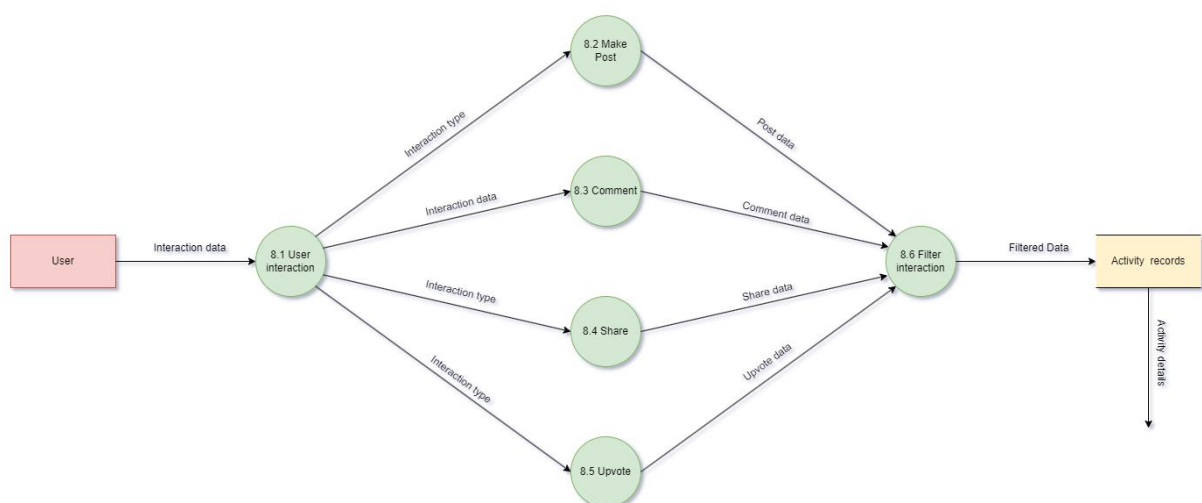 8.2 Make
Post
Interaction type
Post data
8.3 Comment
Interaction data
Comment data
User
Interaction data
8.1 User
interaction
8.6 Filter
interaction
Filtered Data
Activity records
Interaction type
Share data
8.4 Share
Activity details
Interaction type
Upvote data
8.5 Upvote